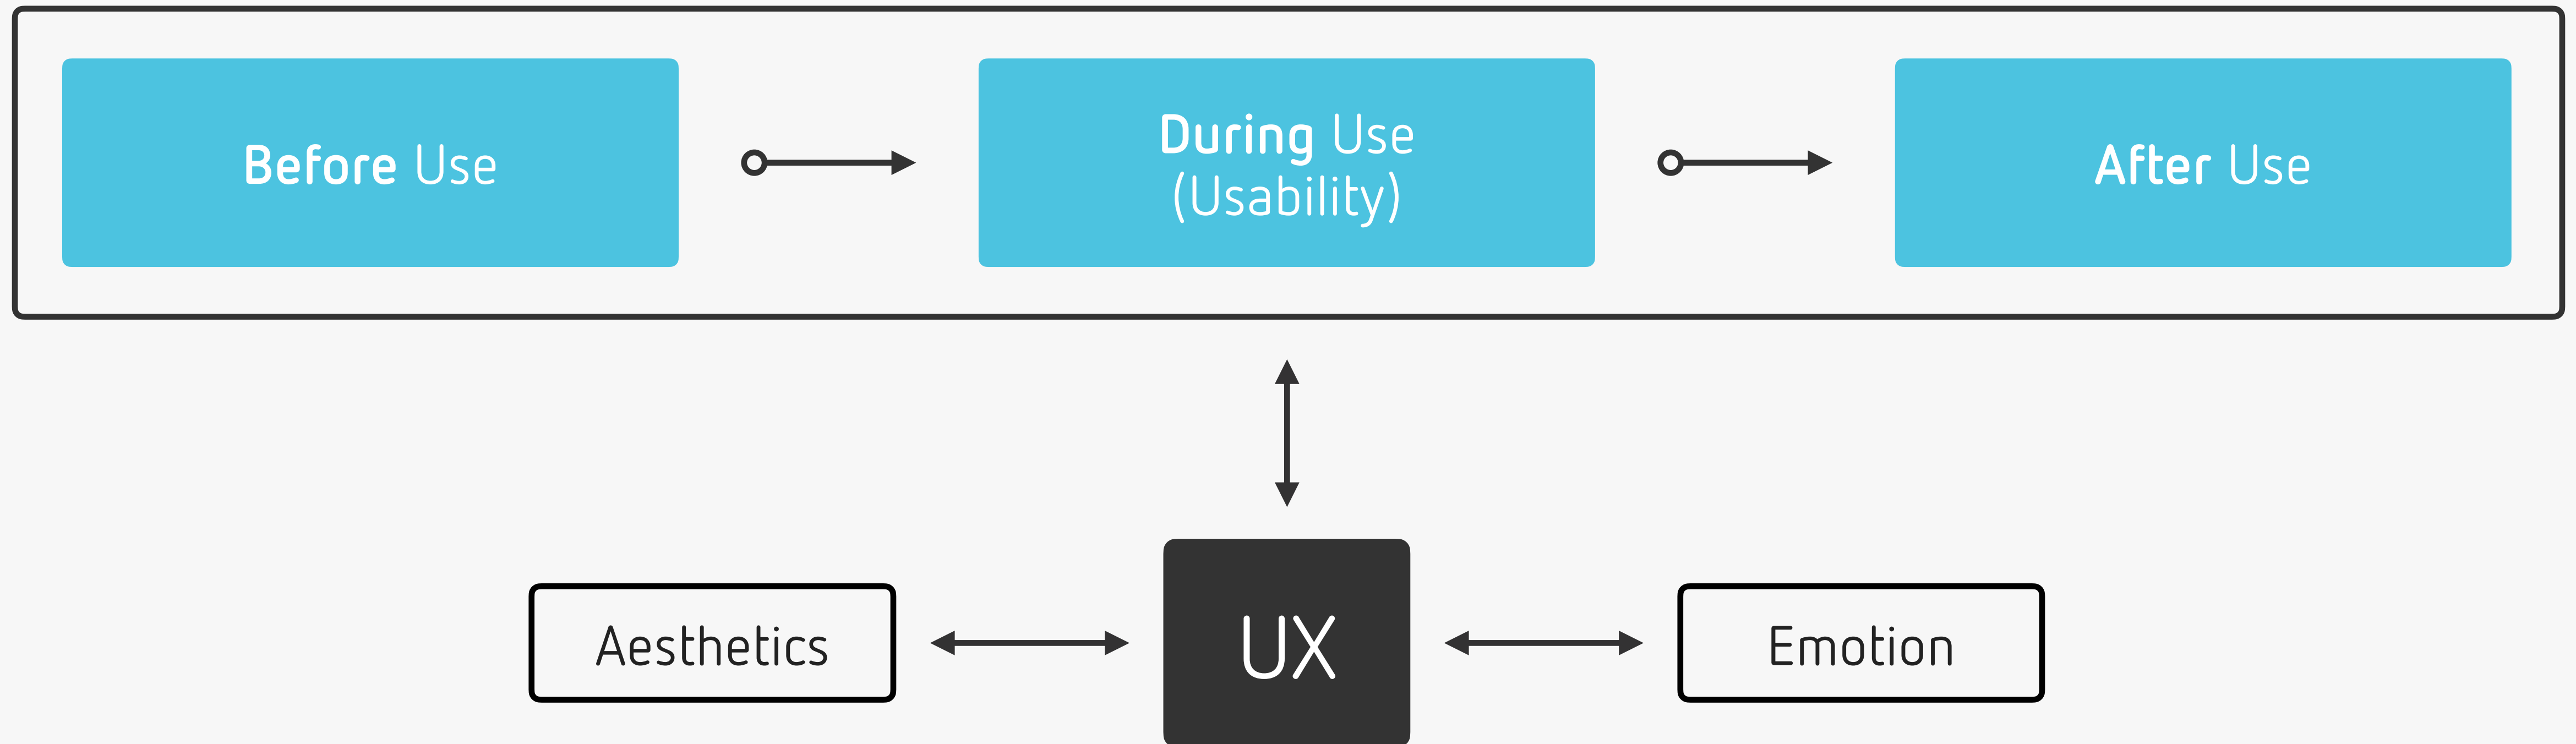 Before Use
During Use
(Usability)
After Use
Aesthetics
UX
Emotion